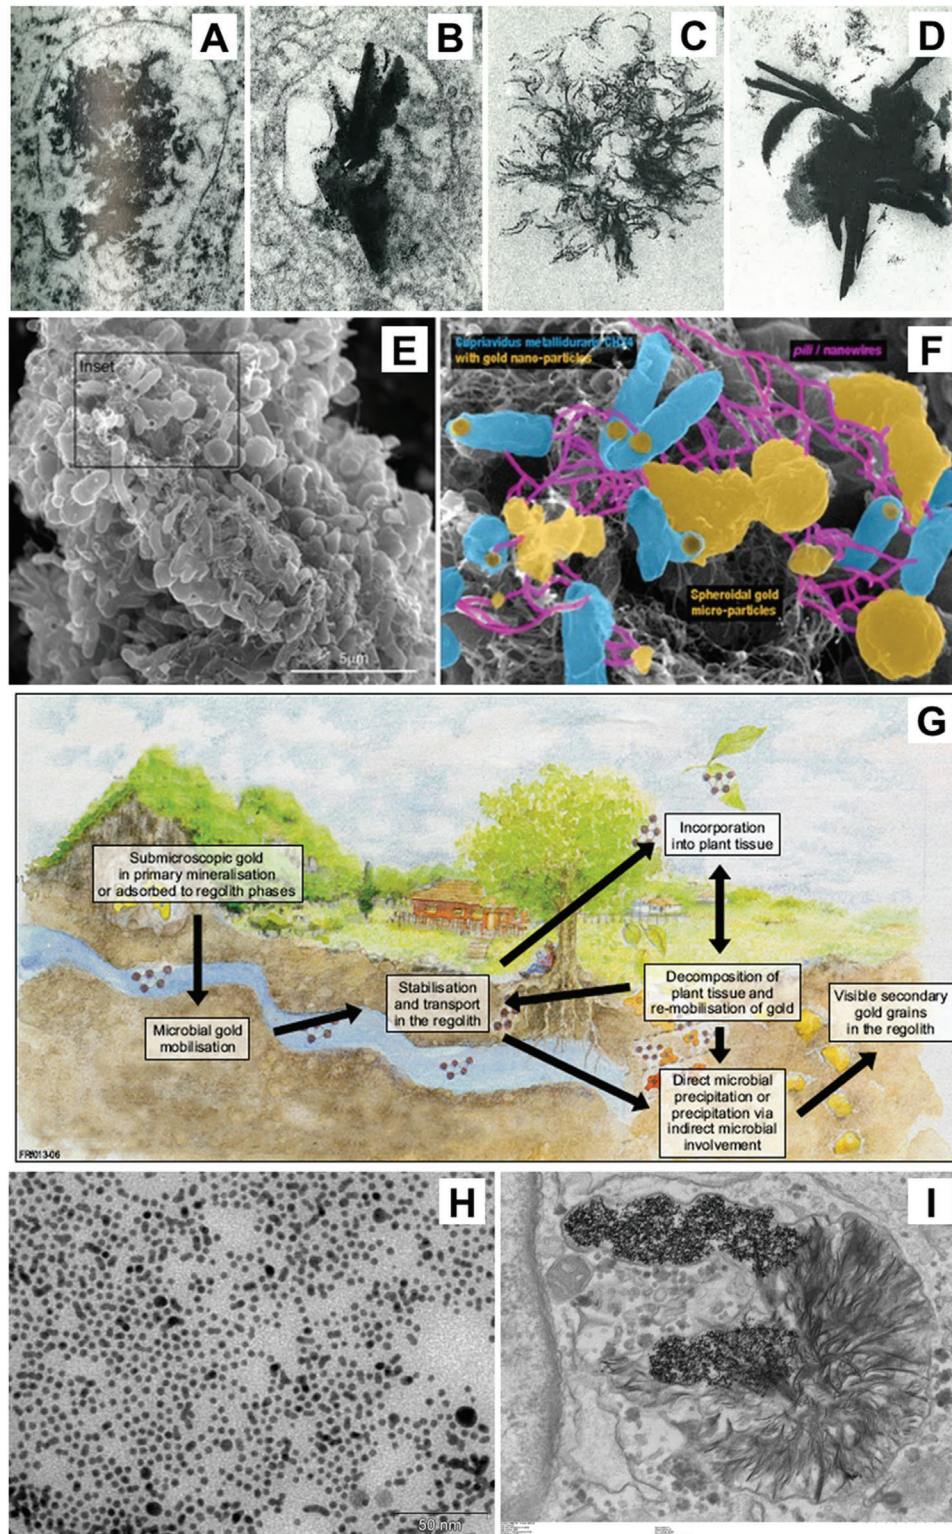 A
B
C
D
E
Inset
5µm
F
Cupriavidus metallidurans CH34
with gold nano-particles
pili / nanowires
Spheroidal gold
micro-particles
G
Submicroscopic gold
in primary mineralisation
or adsorbed to regolith phases
Incorporation
into plant tissue
Stabilisation
and transport
in the regolith
Decomposition of
plant tissue and
re-mobilisation of gold
Visible secondary
gold grains
in the regolith
Microbial gold
mobilisation
Direct microbial
precipitation or
precipitation via
indirect microbial
involvement
FRf013-06
H
50 nm
I